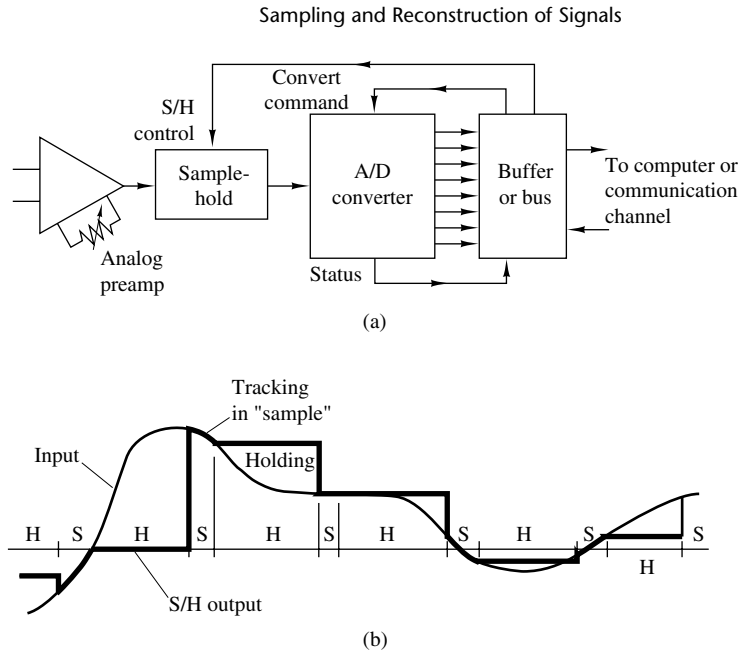 Sampling and Reconstruction of Signals
Convert
command
S/H
control
Sample-
hold
A/D
converter
Buffer
or bus
To computer or
communication
channel
Analog
preamp
Status
(a)
Tracking
in "sample"
Input
Holding
H S H S H S H S H S S
H
S/H output
(b)